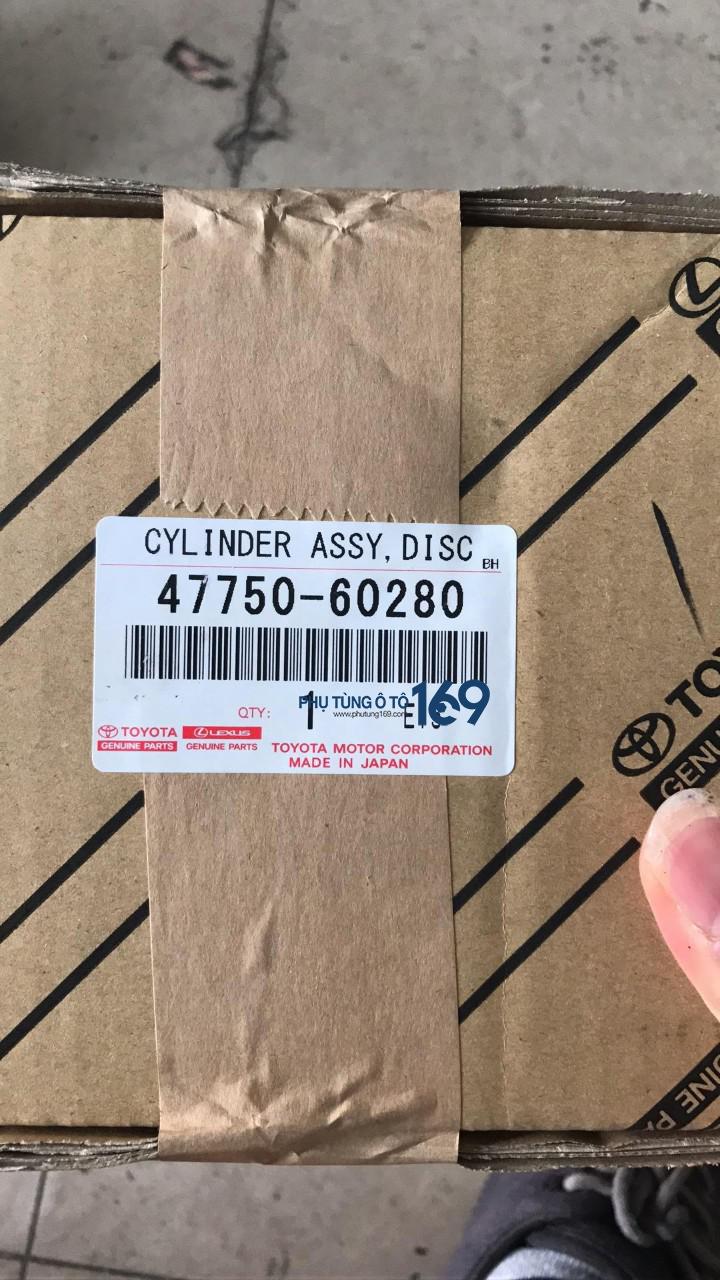 CYLINDER ASSY, DISC
BH
47750-60280
QTY: 1
PHỤ TÙNG Ô TÔ 169
www.phutung169.com
TOYOTA LEXUS
GENUINE PARTS GENUINE PARTS
TOYOTA MOTOR CORPORATION
MADE IN JAPAN